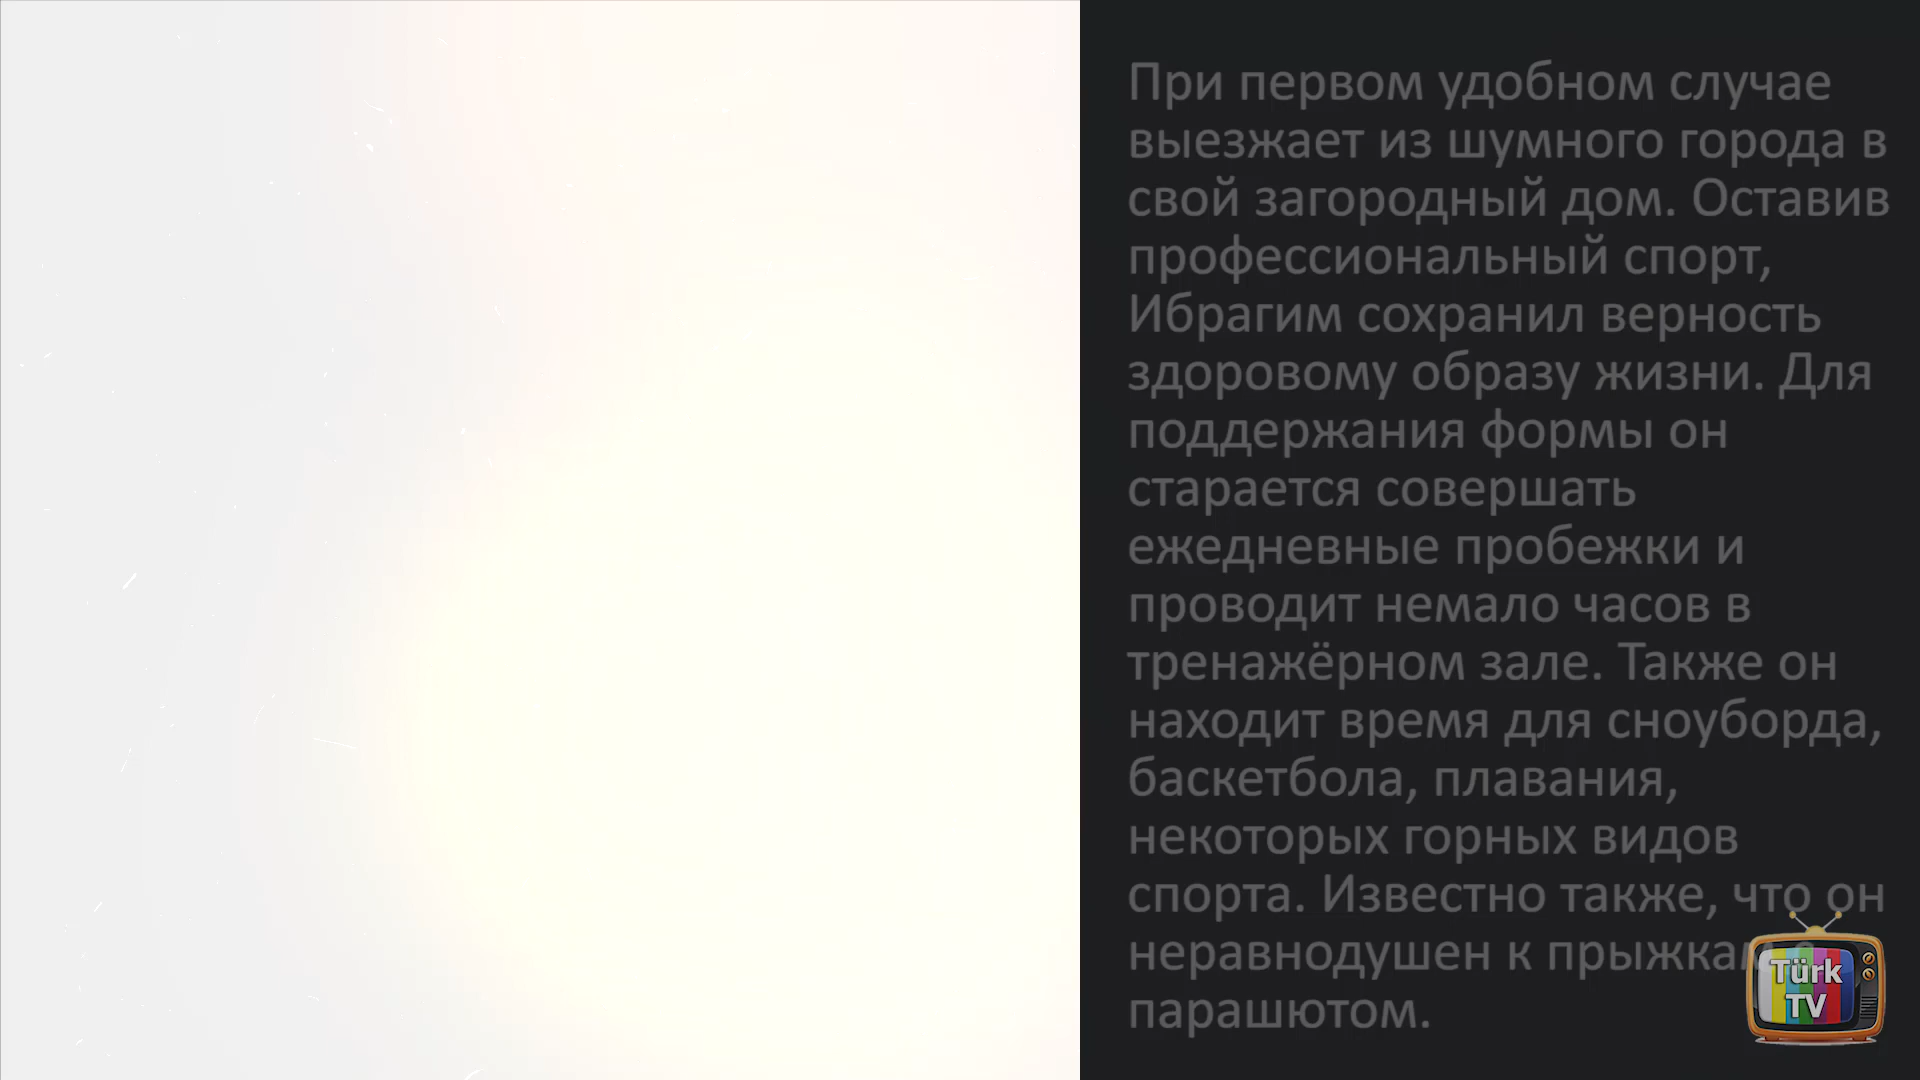 При первом удобном случае
выезжает из шумного города в
свой загородный дом. Оставив
профессиональный спорт,
Ибрагим сохранил верность
здоровому образу жизни. Для
поддержания формы он
старается совершать
ежедневные пробежки и
проводит немало часов в
тренажёрном зале. Также он
находит время для сноуборда,
баскетбола, плавания,
некоторых горных видов
спорта. Известно также, что он
неравнодушен к прыжкам с
парашютом.
Türk
TV